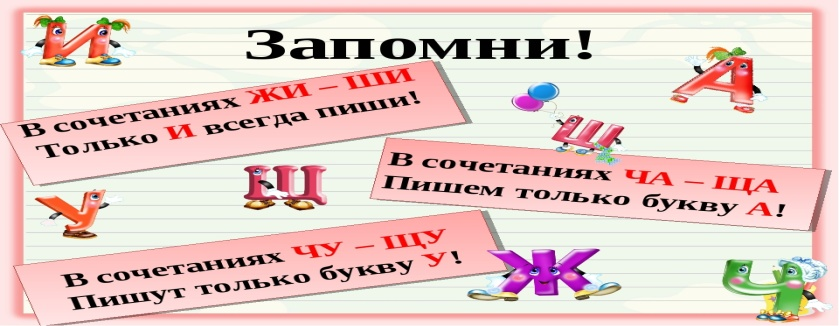 Запомни!
В сочетаниях ЖИ – ШИ
Только И всегда пиши!
В сочетаниях ЧА – ЩА
Пишем только букву А!
В сочетаниях ЧУ – ЩУ
Пишут только букву У!
И
А
Щ
Щ
У
Ж
Ч